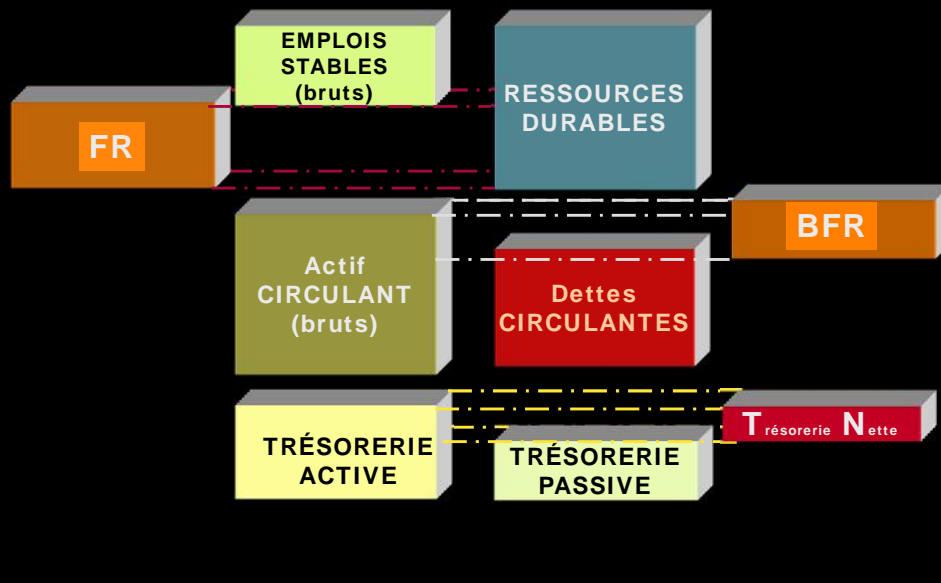 EMPLOIS
STABLES
(bruts)
RESSOURCES
DURABLES
FR
BFR
Actif
CIRCULANT
(bruts)
Dettes
CIRCULANTES
Trésorerie Nette
TRÉSORERIE
ACTIVE
TRÉSORERIE
PASSIVE